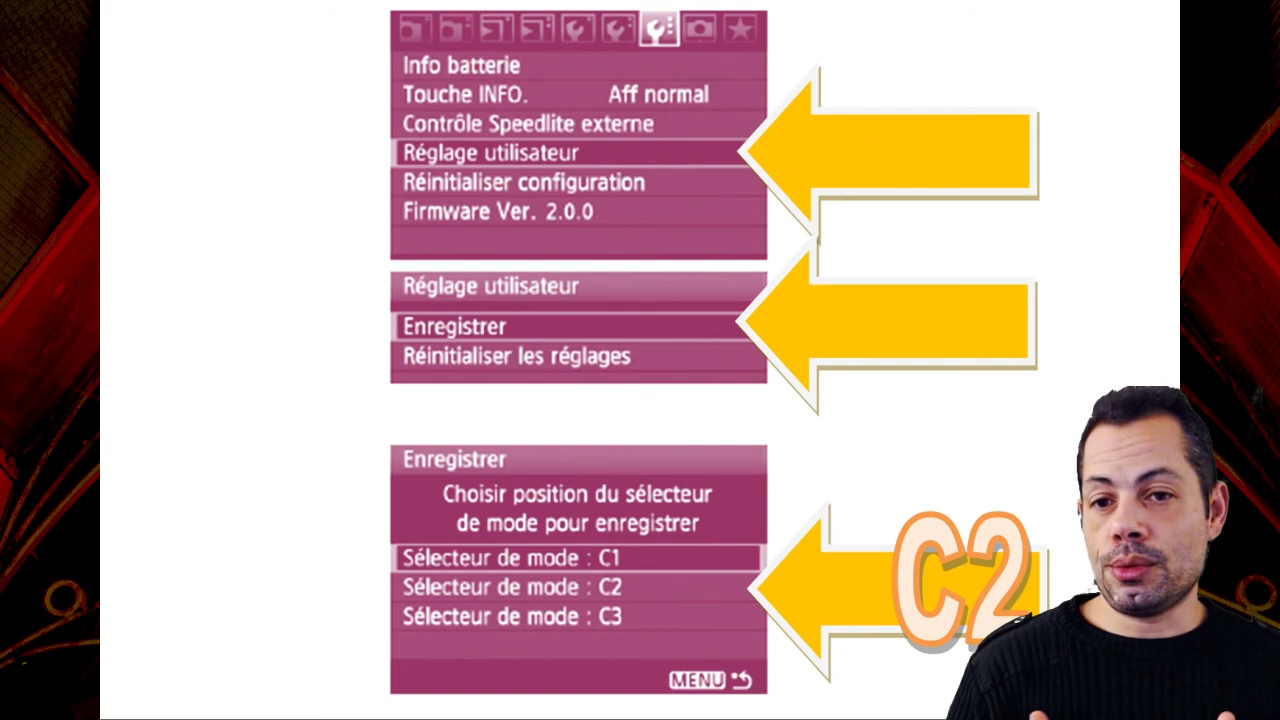 Info batterie
Touche INFO. Aff normal
Contrôle Speedlite externe
Réglage utilisateur
Réinitialiser configuration
Firmware Ver. 2.0.0
Réglage utilisateur
Enregistrer
Réinitialiser les réglages
Enregistrer
Choisir position du sélecteur
de mode pour enregistrer
Sélecteur de mode : C1
Sélecteur de mode : C2
Sélecteur de mode : C3
C2
MENU